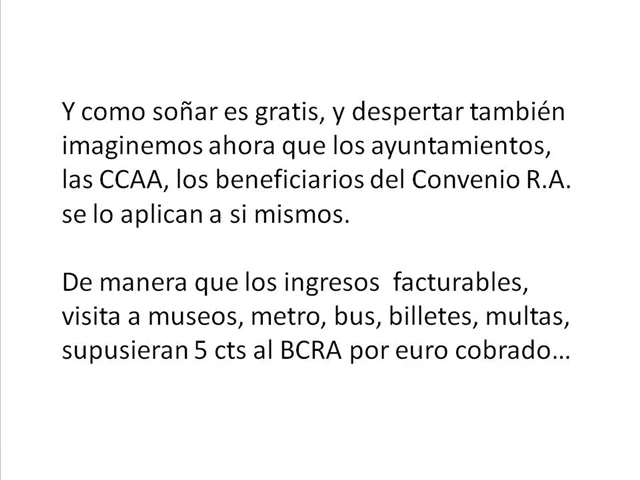 Y como soñar es gratis, y despertar también
imaginemos ahora que los ayuntamientos,
las CCAA, los beneficiarios del Convenio R.A.
se lo aplican a si mismos.
De manera que los ingresos  facturables,
visita a museos, metro, bus, billetes, multas,
supusieran 5 cts al BCRA por euro cobrado…